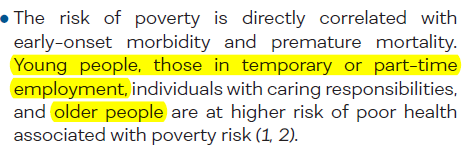 • The risk of poverty is directly correlated with
early-onset morbidity and premature mortality.
Young people, those in temporary or part-time
employment, individuals with caring responsibilities,
and older people are at higher risk of poor health
associated with poverty risk (1, 2).